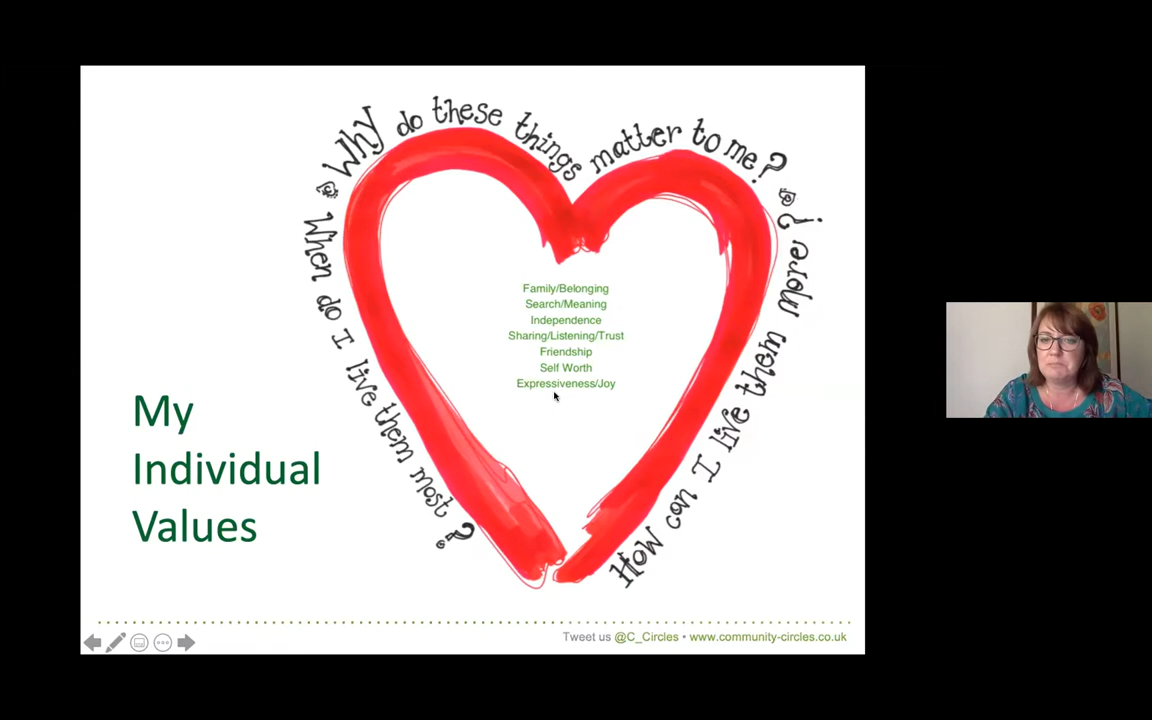 Why do these things matter to me?
When do I live them most?
How can I live them more?
Family/Belonging
Search/Meaning
Independence
Sharing/Listening/Trust
Friendship
Self Worth
Expressiveness/Joy
My
Individual
Values
Tweet us @C_Circles • www.community-circles.co.uk